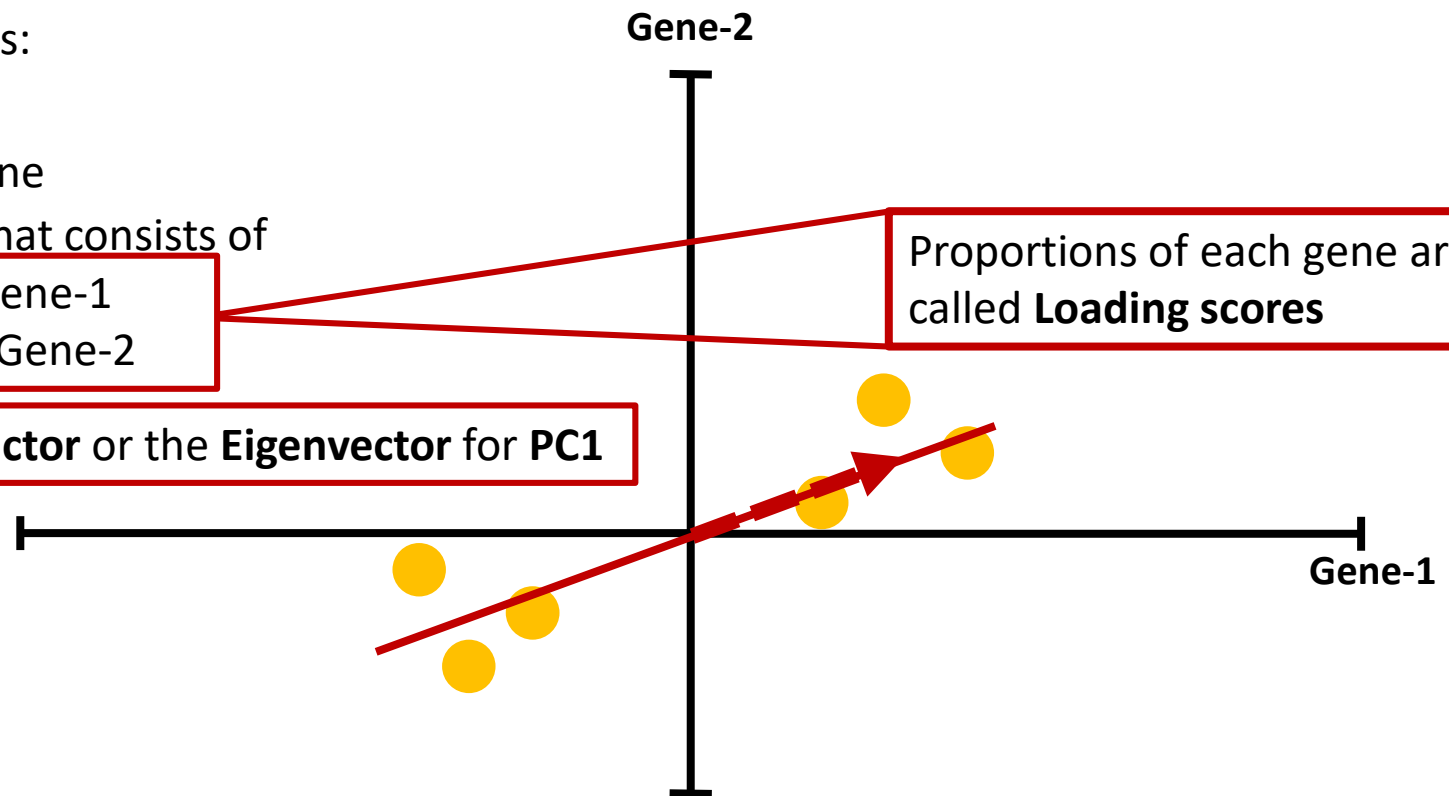 Gene-2
s:
ne
hat consists of
ene-1
Gene-2
Proportions of each gene ar
called Loading scores
ctor or the Eigenvector for PC1
Gene-1